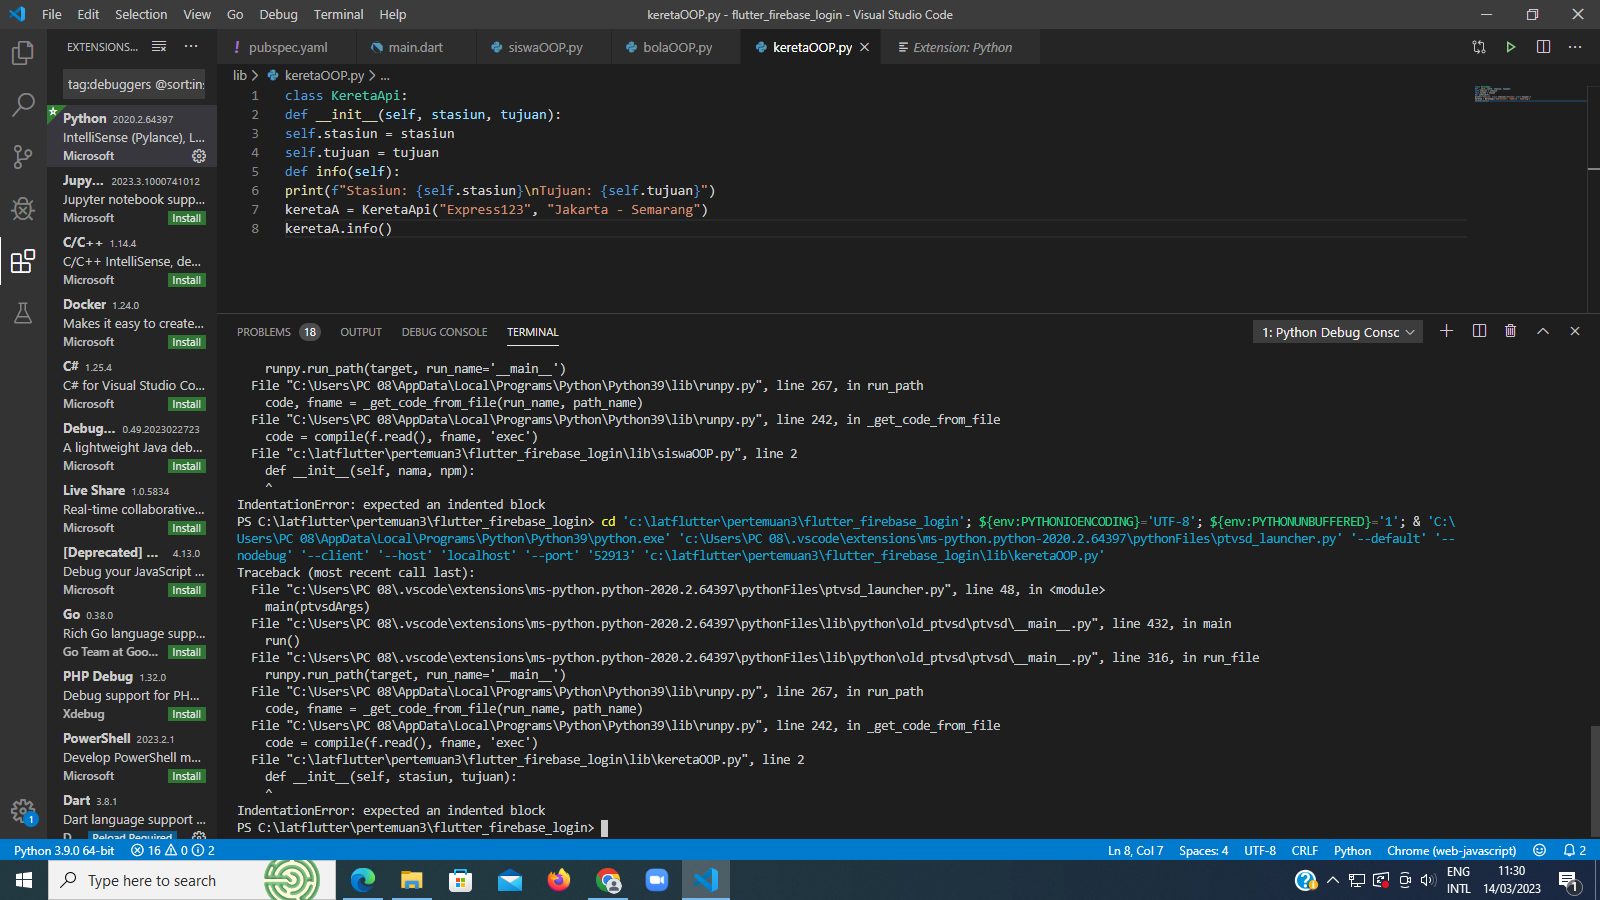 File Edit Selection View Go Debug Terminal Help
keretaOOP.py - flutter_firebase_login - Visual Studio Code
EXTENSIONS...
tag:debuggers @sort:in
Python 2020.2.64397
IntelliSense (Pylance), L...
Microsoft
Jupy... 2023.3.1000741012
Jupyter notebook supp...
Microsoft Install
C/C++ 1.14.4
C/C++ IntelliSense, de...
Microsoft Install
Docker 1.24.0
Makes it easy to create...
Microsoft Install
C# 1.25.4
C# for Visual Studio Co...
Microsoft Install
Debug... 0.49.2023022723
A lightweight Java deb...
Microsoft Install
Live Share 1.0.5834
Real-time collaborative...
Microsoft Install
[Deprecated] ... 4.13.0
Debug your JavaScript ...
Microsoft Install
Go 0.38.0
Rich Go language supp...
Go Team at Goo... Install
PHP Debug 1.32.0
Debug support for PH...
Xdebug Install
PowerShell 2023.2.1
Develop PowerShell m...
Microsoft Install
Dart 3.8.1
Dart language support ...
D... Reload Required
1
pubspec.yaml main.dart siswaOOP.py bolaOOP.py keretaOOP.py Extension: Python
lib > keretaOOP.py > ...
1 class KeretaApi:
2 def __init__(self, stasiun, tujuan):
3 self.stasiun = stasiun
4 self.tujuan = tujuan
5 def info(self):
6 print(f"Stasiun: {self.stasiun}\nTujuan: {self.tujuan}")
7 keretaA = KeretaApi("Express123", "Jakarta - Semarang")
8 keretaA.info()
PROBLEMS 18 OUTPUT DEBUG CONSOLE TERMINAL
1: Python Debug Consc
runpy.run_path(target, run_name='__main__')
File "C:\Users\PC 08\AppData\Local\Programs\Python\Python39\lib\runpy.py", line 267, in run_path
code, fname = _get_code_from_file(run_name, path_name)
File "C:\Users\PC 08\AppData\Local\Programs\Python\Python39\lib\runpy.py", line 242, in _get_code_from_file
code = compile(f.read(), fname, 'exec')
File "c:\latflutter\pertemuan3\flutter_firebase_login\lib\siswaOOP.py", line 2
def __init__(self, nama, npm):
^
IndentationError: expected an indented block
PS C:\latflutter\pertemuan3\flutter_firebase_login> cd 'c:\latflutter\pertemuan3\flutter_firebase_login'; ${env:PYTHONIOENCODING}='UTF-8'; ${env:PYTHONUNBUFFERED}='1'; & 'C:\
Users\PC 08\AppData\Local\Programs\Python\Python39\python.exe' 'c:\Users\PC 08\.vscode\extensions\ms-python.python-2020.2.64397\pythonFiles\ptvsd_launcher.py' '--default' '--
nodebug' '--client' '--host' 'localhost' '--port' '52913' 'c:\latflutter\pertemuan3\flutter_firebase_login\lib\keretaOOP.py'
Traceback (most recent call last):
File "c:\Users\PC 08\.vscode\extensions\ms-python.python-2020.2.64397\pythonFiles\ptvsd_launcher.py", line 48, in <module>
main(ptvsdArgs)
File "c:\Users\PC 08\.vscode\extensions\ms-python.python-2020.2.64397\pythonFiles\lib\python\old_ptvsd\ptvsd\__main__.py", line 432, in main
run()
File "c:\Users\PC 08\.vscode\extensions\ms-python.python-2020.2.64397\pythonFiles\lib\python\old_ptvsd\ptvsd\__main__.py", line 316, in run_file
runpy.run_path(target, run_name='__main__')
File "C:\Users\PC 08\AppData\Local\Programs\Python\Python39\lib\runpy.py", line 267, in run_path
code, fname = _get_code_from_file(run_name, path_name)
File "C:\Users\PC 08\AppData\Local\Programs\Python\Python39\lib\runpy.py", line 242, in _get_code_from_file
code = compile(f.read(), fname, 'exec')
File "c:\latflutter\pertemuan3\flutter_firebase_login\lib\keretaOOP.py", line 2
def __init__(self, stasiun, tujuan):
^
IndentationError: expected an indented block
PS C:\latflutter\pertemuan3\flutter_firebase_login>
Python 3.9.0 64-bit 16 0 2
Ln 8, Col 7 Spaces: 4 UTF-8 CRLF Python Chrome (web-javascript) 2
Type here to search
ENG
INTL
11:30
14/03/2023
1